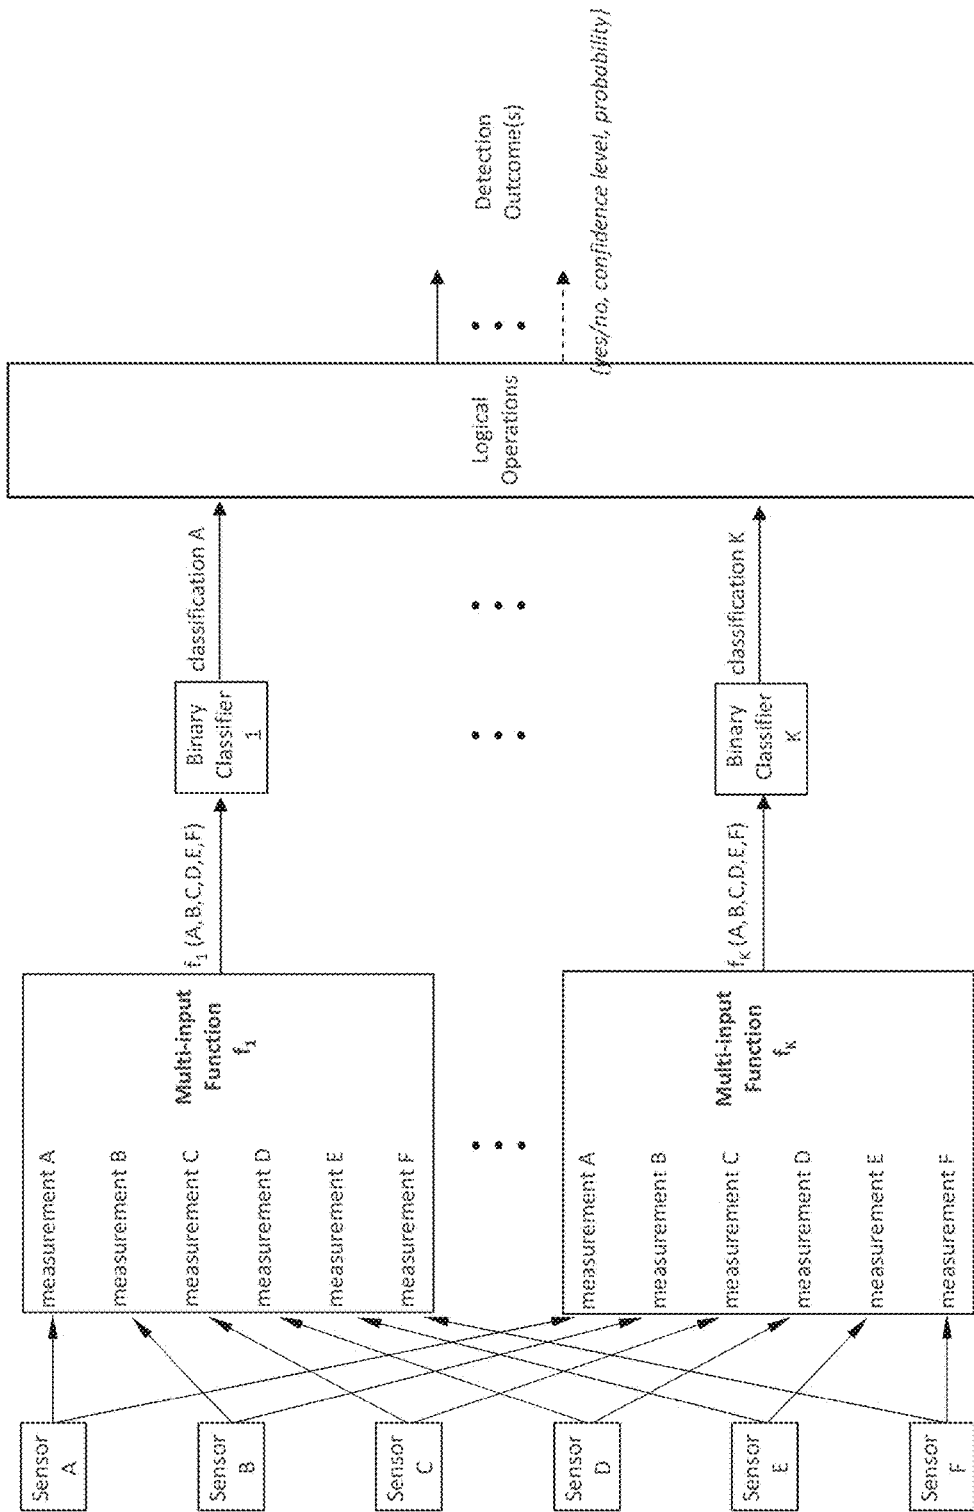 Sensor
A
Sensor
B
Sensor
C
Sensor
D
Sensor
E
Sensor
F
measurement A
measurement B
measurement C
measurement D
measurement E
measurement F
Multi-input
Function
f1
measurement A
measurement B
measurement C
measurement D
measurement E
measurement F
Multi-input
Function
fK
f1 (A,B,C,D,E,F)
fK (A,B,C,D,E,F)
Binary
Classifier
1
Binary
Classifier
K
classification A
classification K
Logical
Operations
Detection
Outcome(s)
(yes/no, confidence level, probability)